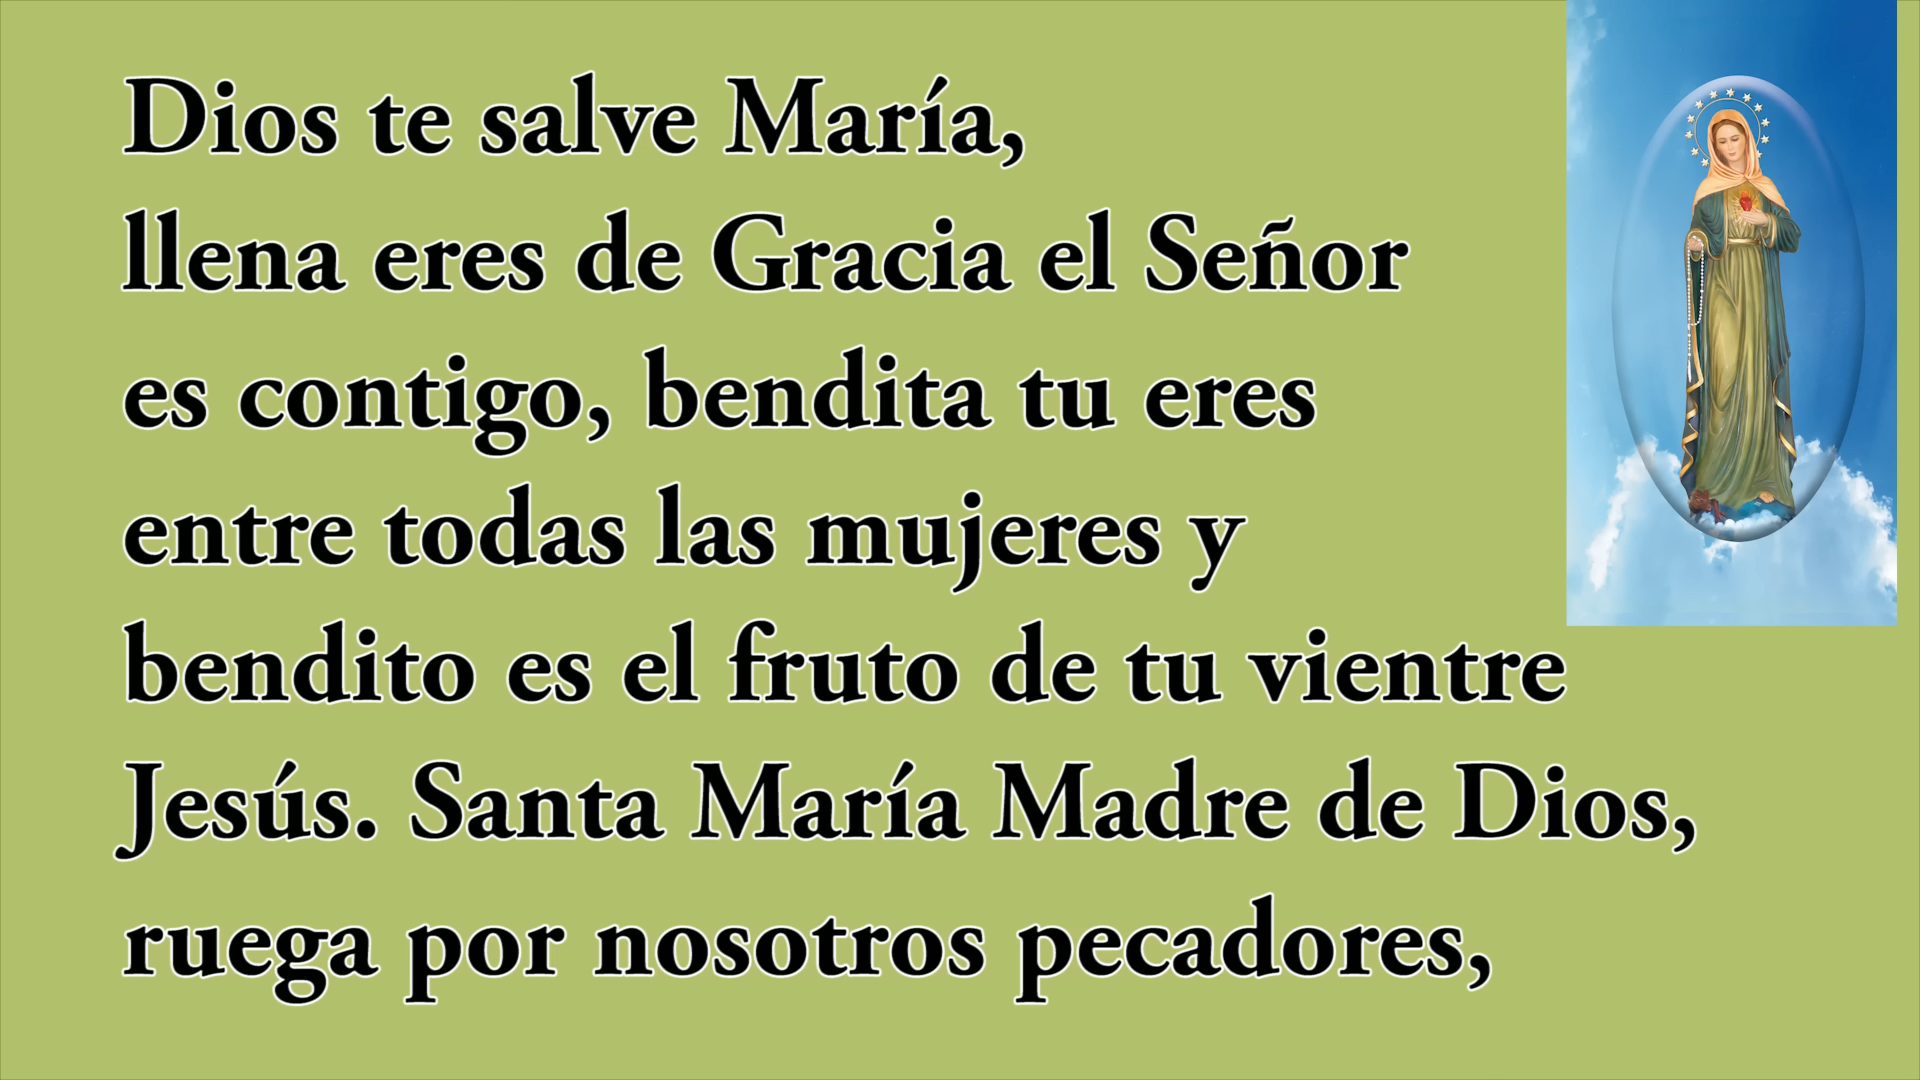 Dios te salve María,
llena eres de Gracia el Señor
es contigo, bendita tu eres
entre todas las mujeres y
bendito es el fruto de tu vientre
Jesús. Santa María Madre de Dios,
ruega por nosotros pecadores,